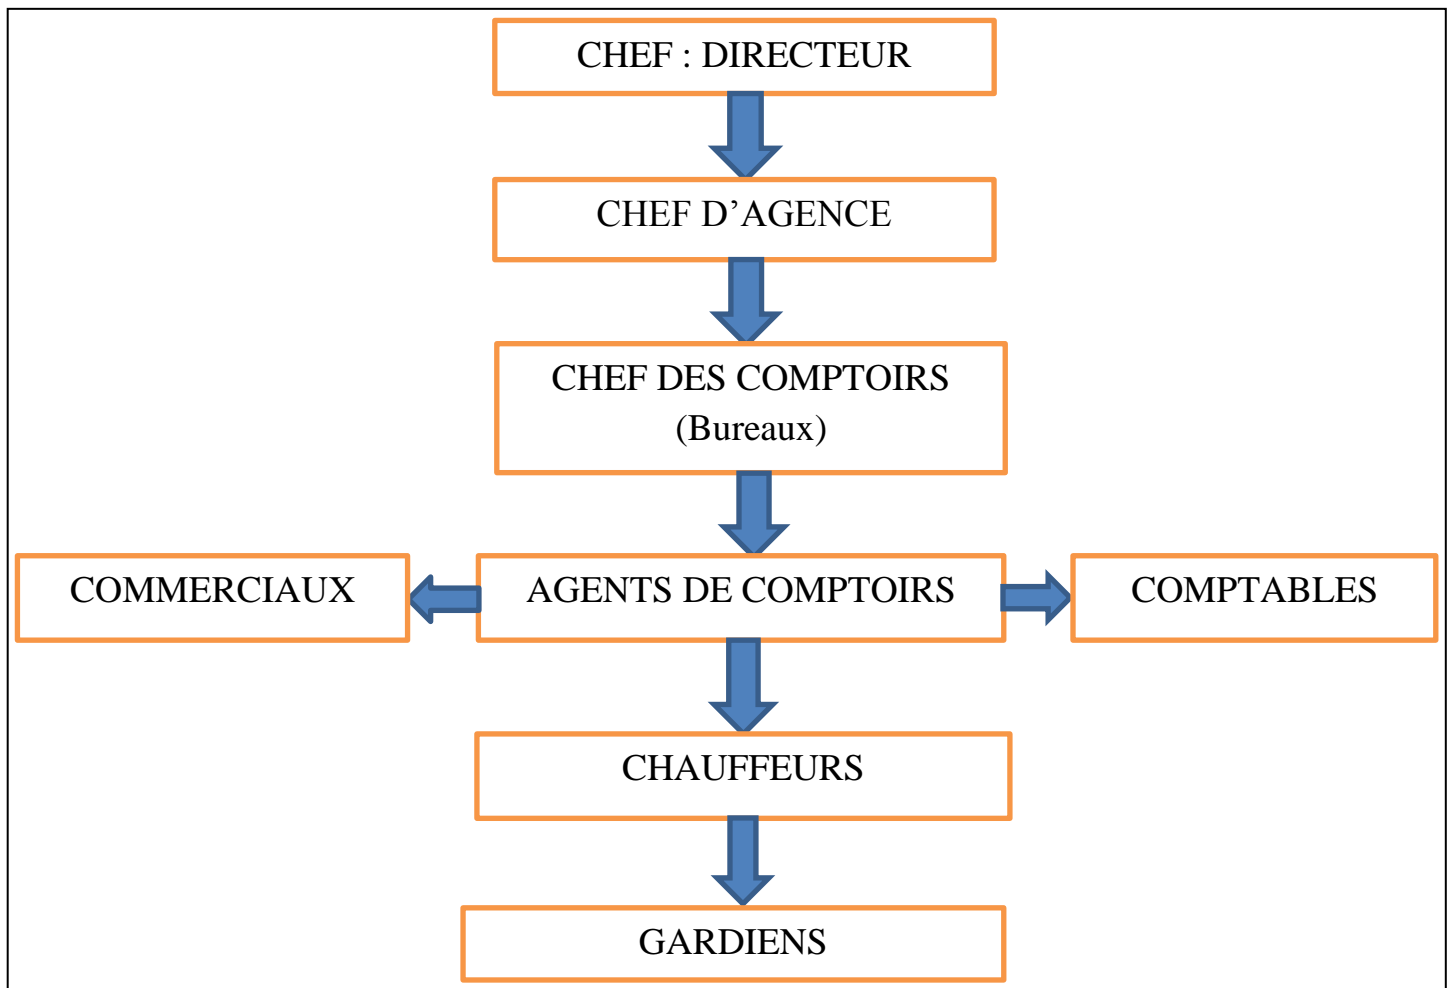 CHEF : DIRECTEUR
CHEF D’AGENCE
CHEF DES COMPTOIRS
(Bureaux)
COMMERCIAUX
AGENTS DE COMPTOIRS
COMPTABLES
CHAUFFEURS
GARDIENS